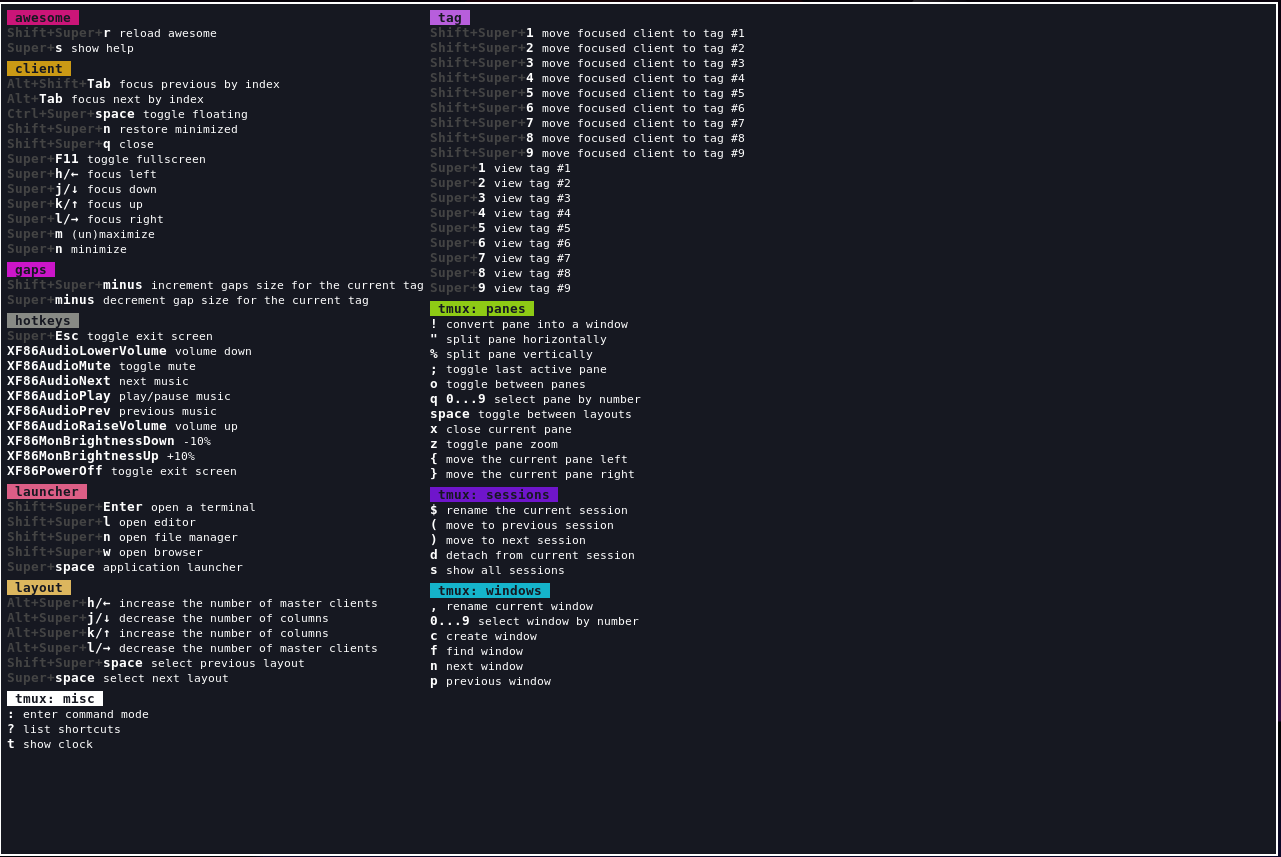 awesome
Shift+Super+r reload awesome
Super+s show help
client
Alt+Shift+Tab focus previous by index
Alt+Tab focus next by index
Ctrl+Super+space toggle floating
Shift+Super+n restore minimized
Shift+Super+q close
Super+F11 toggle fullscreen
Super+h/← focus left
Super+j/↓ focus down
Super+k/↑ focus up
Super+l/→ focus right
Super+m (un)maximize
Super+n minimize
gaps
Shift+Super+minus increment gaps size for the current tag
Super+minus decrement gap size for the current tag
hotkeys
Super+Esc toggle exit screen
XF86AudioLowerVolume volume down
XF86AudioMute toggle mute
XF86AudioNext next music
XF86AudioPlay play/pause music
XF86AudioPrev previous music
XF86AudioRaiseVolume volume up
XF86MonBrightnessDown -10%
XF86MonBrightnessUp +10%
XF86PowerOff toggle exit screen
launcher
Shift+Super+Enter open a terminal
Shift+Super+l open editor
Shift+Super+n open file manager
Shift+Super+w open browser
Super+space application launcher
layout
Alt+Super+h/← increase the number of master clients
Alt+Super+j/↓ decrease the number of columns
Alt+Super+k/↑ increase the number of columns
Alt+Super+l/→ decrease the number of master clients
Shift+Super+space select previous layout
Super+space select next layout
tmux: misc
: enter command mode
? list shortcuts
t show clock
tag
Shift+Super+1 move focused client to tag #1
Shift+Super+2 move focused client to tag #2
Shift+Super+3 move focused client to tag #3
Shift+Super+4 move focused client to tag #4
Shift+Super+5 move focused client to tag #5
Shift+Super+6 move focused client to tag #6
Shift+Super+7 move focused client to tag #7
Shift+Super+8 move focused client to tag #8
Shift+Super+9 move focused client to tag #9
Super+1 view tag #1
Super+2 view tag #2
Super+3 view tag #3
Super+4 view tag #4
Super+5 view tag #5
Super+6 view tag #6
Super+7 view tag #7
Super+8 view tag #8
Super+9 view tag #9
tmux: panes
! convert pane into a window
" split pane horizontally
% split pane vertically
; toggle last active pane
o toggle between panes
q 0...9 select pane by number
space toggle between layouts
x close current pane
z toggle pane zoom
{ move the current pane left
} move the current pane right
tmux: sessions
$ rename the current session
( move to previous session
) move to next session
d detach from current session
s show all sessions
tmux: windows
, rename current window
0...9 select window by number
c create window
f find window
n next window
p previous window